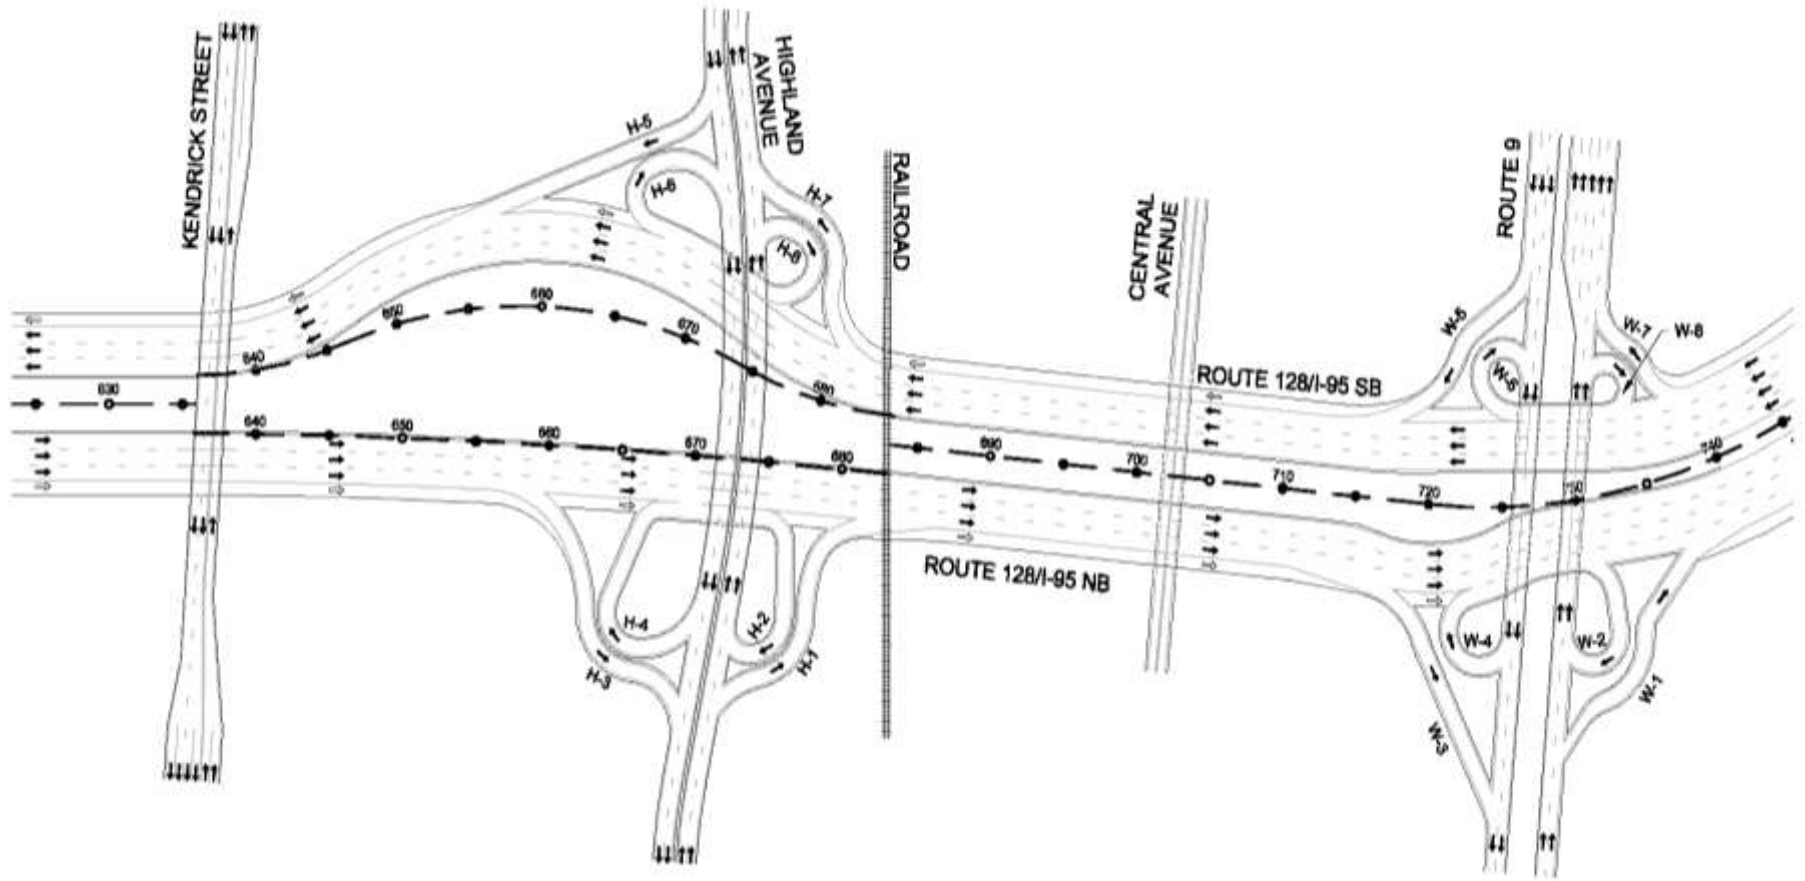 KENDRICK STREET
HIGHLAND
AVENUE
H-5
H-6
H-7
H-8
RAILROAD
CENTRAL
AVENUE
ROUTE 9
W-5
W-6
W-7
W-8
630
640
650
660
670
680
ROUTE 128/I-95 SB
640
650
660
670
680
690
700
710
720
ROUTE 128/I-95 NB
H-4
H-3
H-2
H-1
W-4
W-3
W-2
W-1